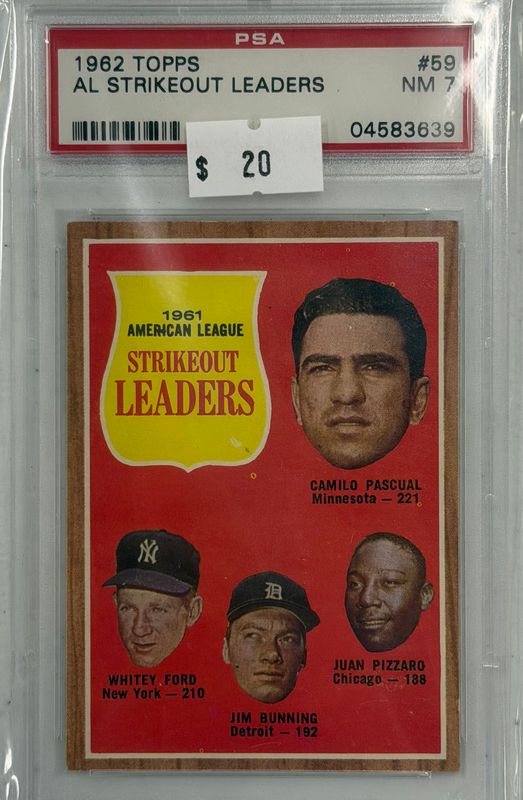 PSA
1962 TOPPS #59
AL STRIKEOUT LEADERS NM 7
04583639
$ 20
1961
AMERICAN LEAGUE
STRIKEOUT
LEADERS
CAMILO PASCUAL
Minnesota — 221
NY
D
WHITEY FORD
New York — 210
JIM BUNNING
Detroit — 192
JUAN PIZZARO
Chicago — 188